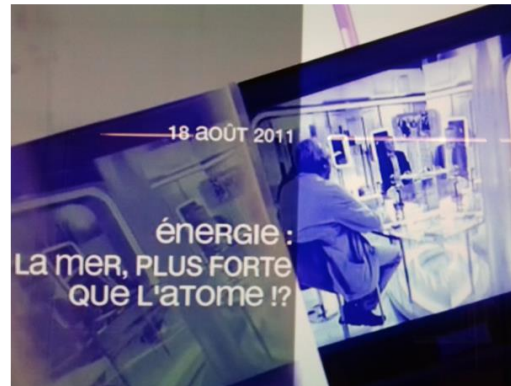 18 aOÛT 2011
énergie :
La mer, PLUS FORTE
QUE L'aTOme !?